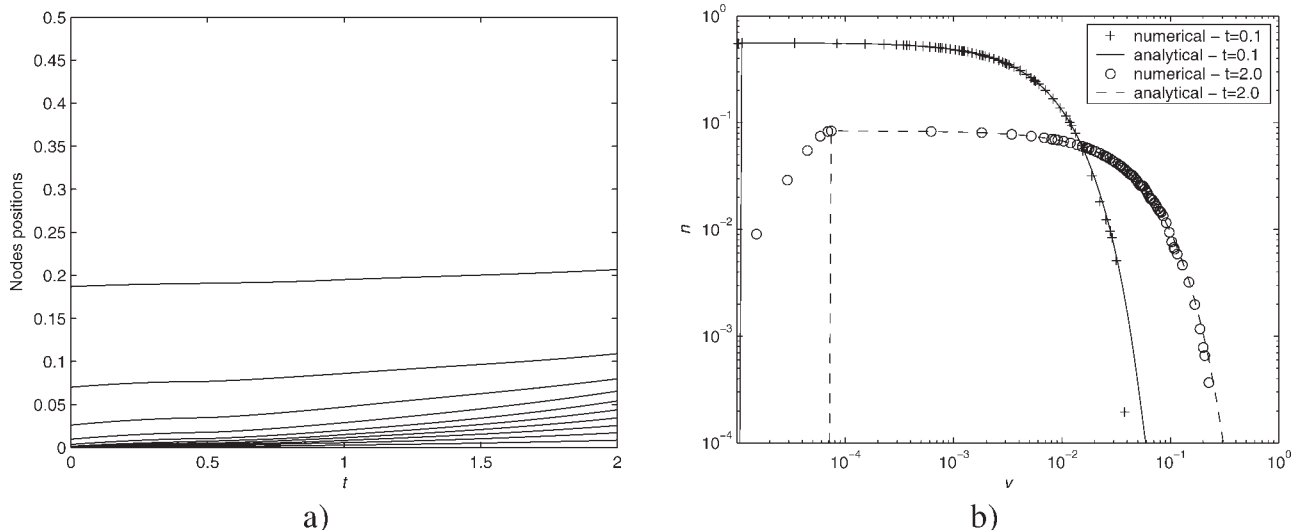 0.5
0.45
0.4
0.35
0.3
0.25
0.2
0.15
0.1
0.05
0
Nodes positions
0 0.5 1 1.5 2
t
a)
10^0
10^-1
10^-2
10^-3
10^-4
n
numerical – t=0.1
analytical – t=0.1
numerical – t=2.0
analytical – t=2.0
10^-4 10^-3 10^-2 10^-1 10^0
v
b)